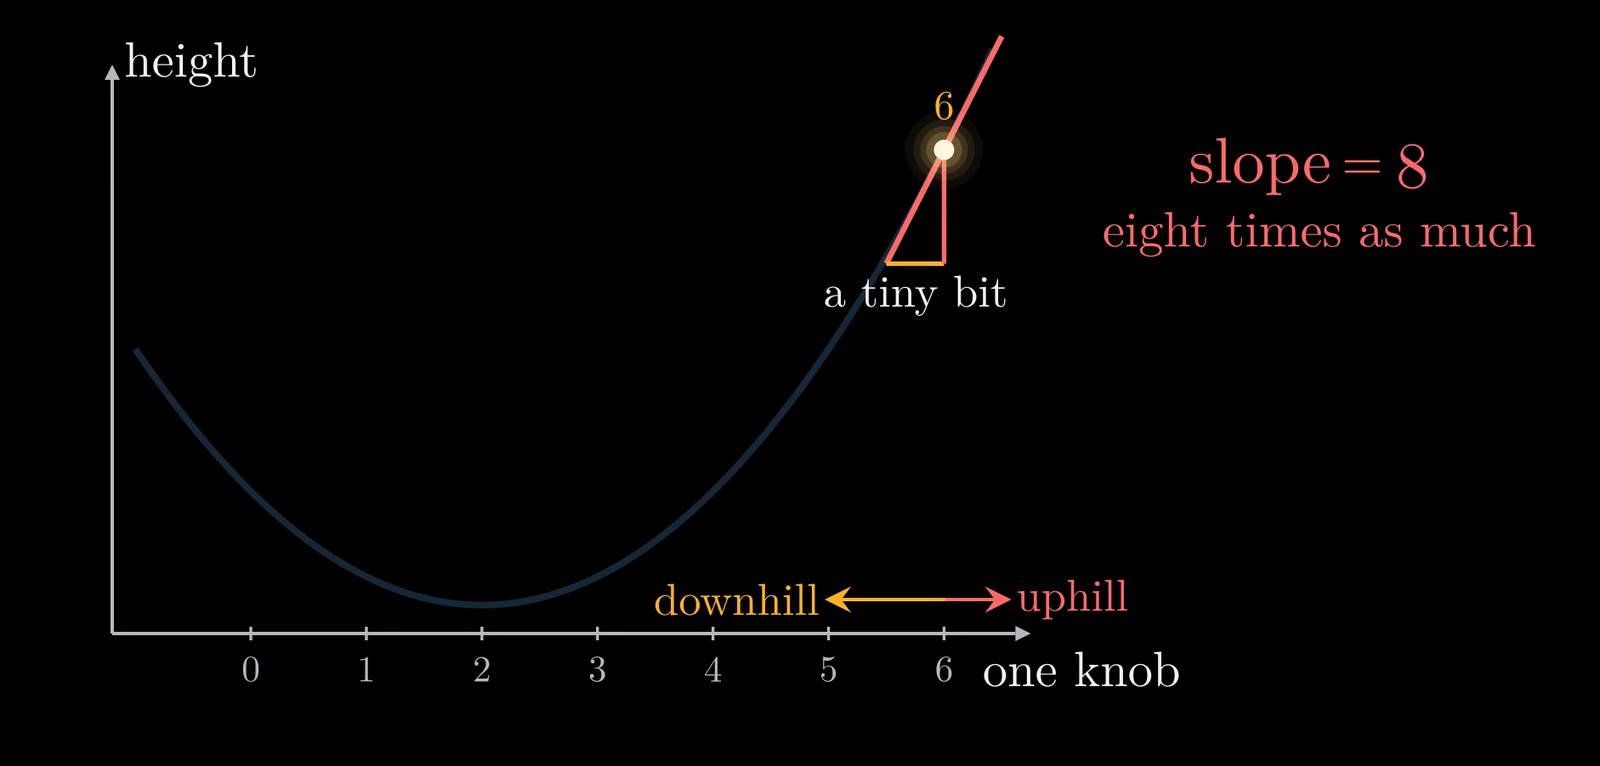 height
6
slope = 8
eight times as much
a tiny bit
downhill uphill
0 1 2 3 4 5 6
one knob